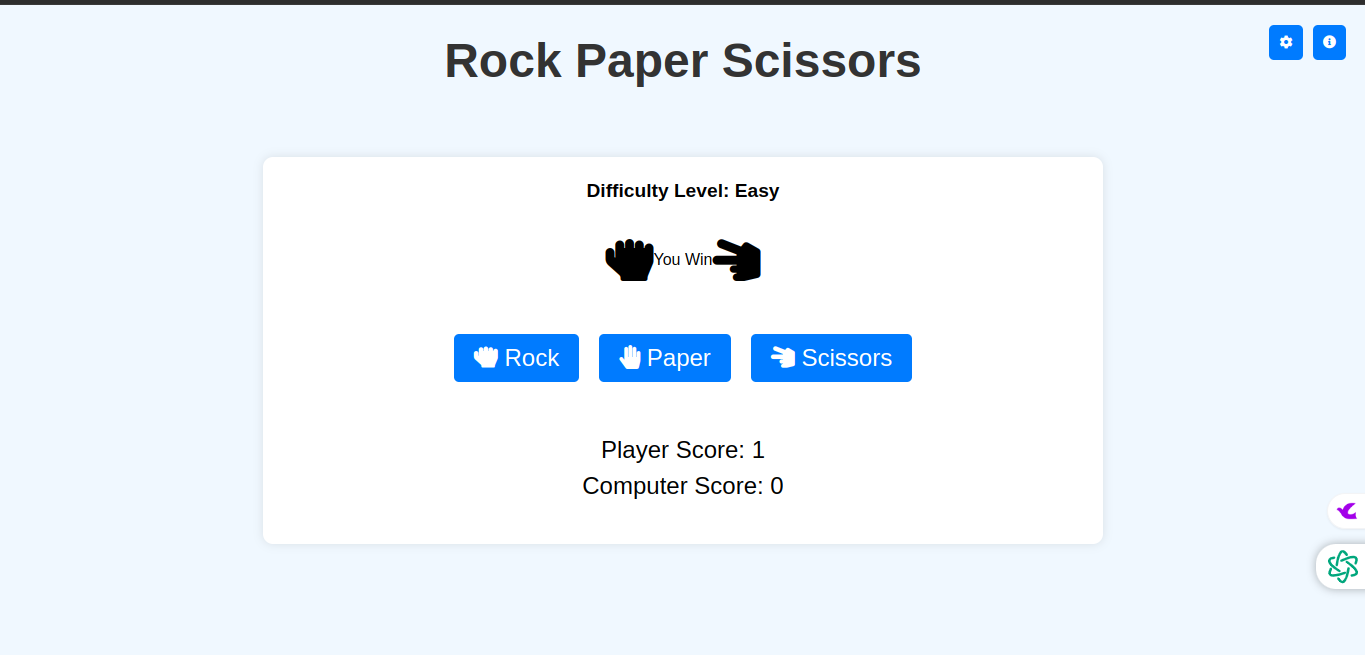 Rock Paper Scissors
Difficulty Level: Easy
You Win
Rock Paper Scissors
Player Score: 1
Computer Score: 0